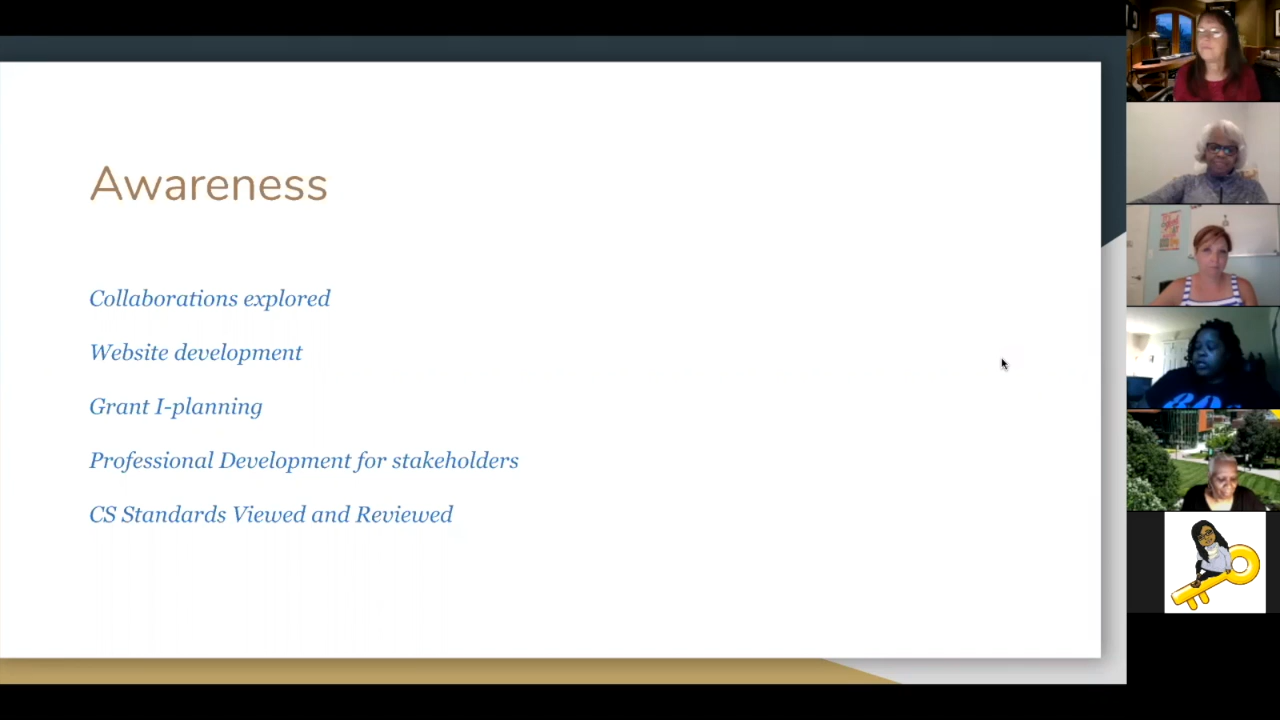 Awareness
Collaborations explored
Website development
Grant I-planning
Professional Development for stakeholders
CS Standards Viewed and Reviewed